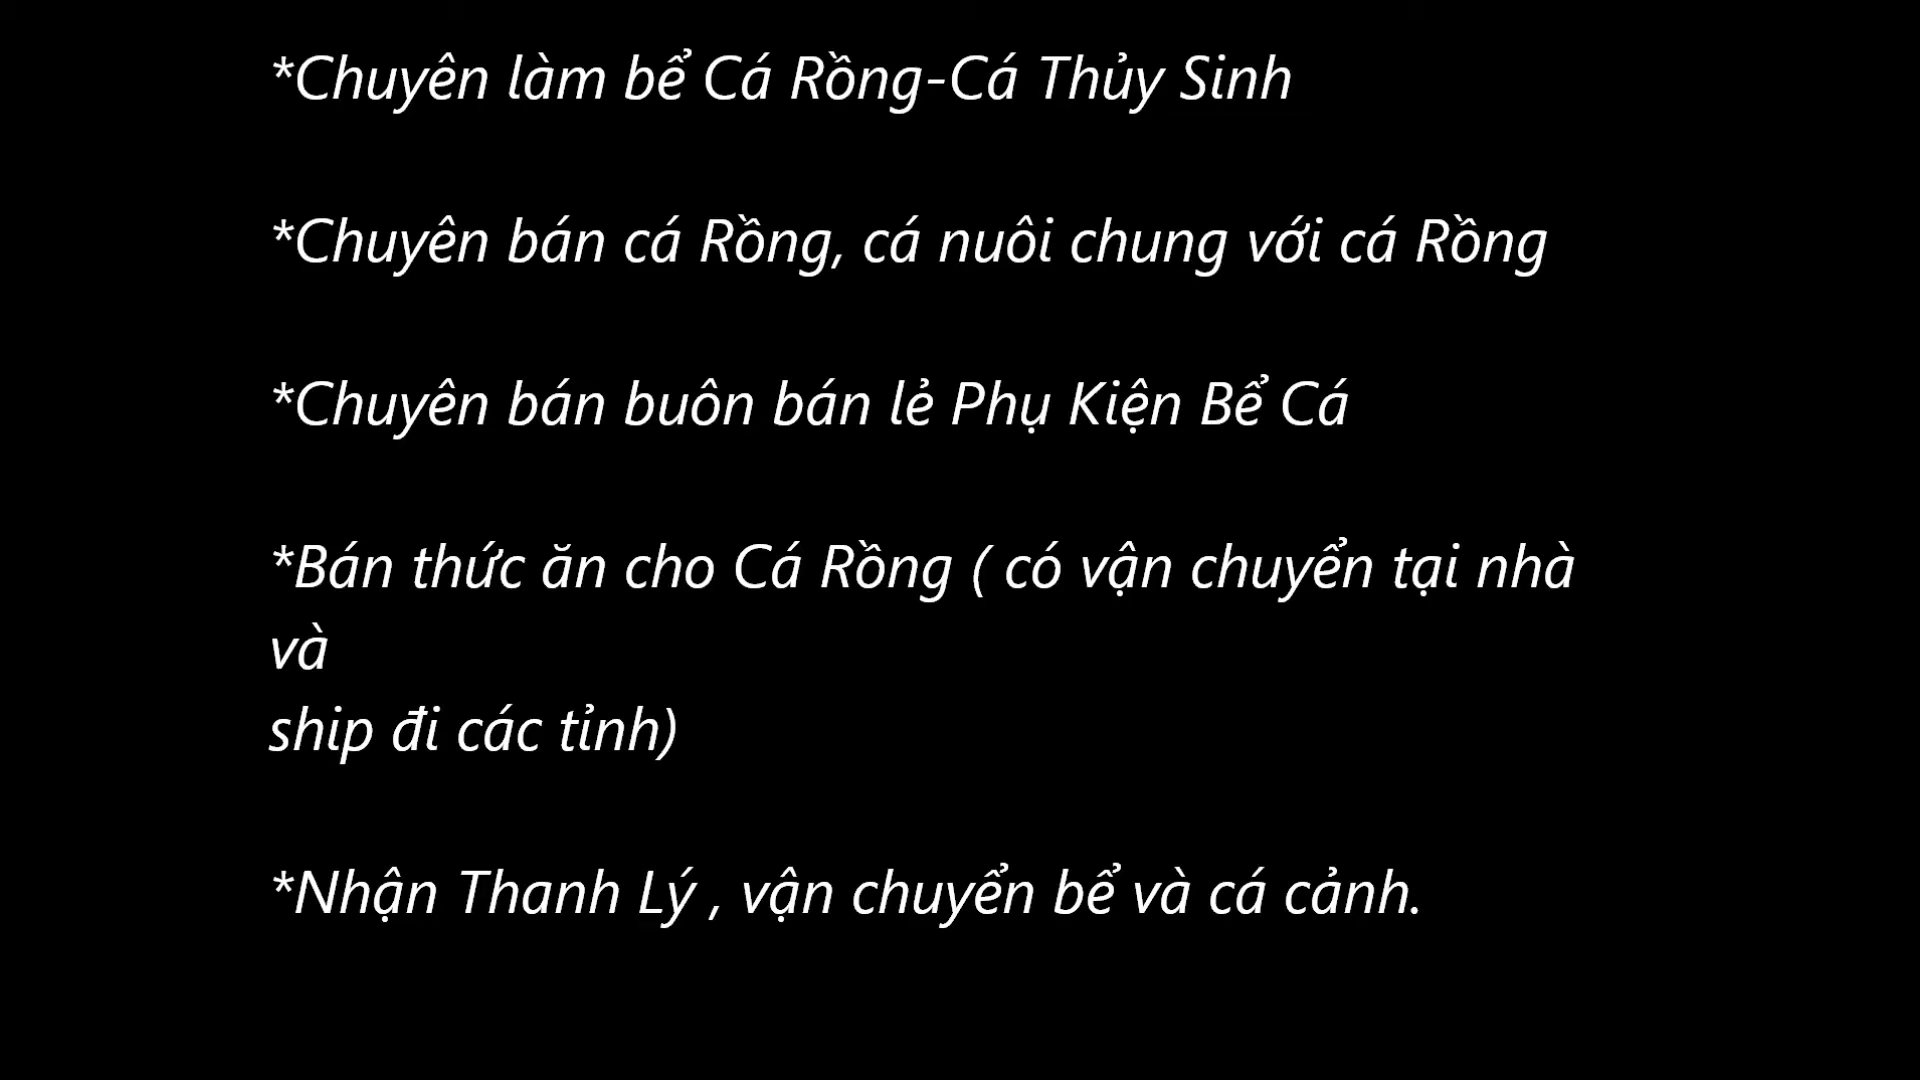 *Chuyên làm bể Cá Rồng-Cá Thủy Sinh
*Chuyên bán cá Rồng, cá nuôi chung với cá Rồng
*Chuyên bán buôn bán lẻ Phụ Kiện Bể Cá
*Bán thức ăn cho Cá Rồng ( có vận chuyển tại nhà
và
ship đi các tỉnh)
*Nhận Thanh Lý , vận chuyển bể và cá cảnh.